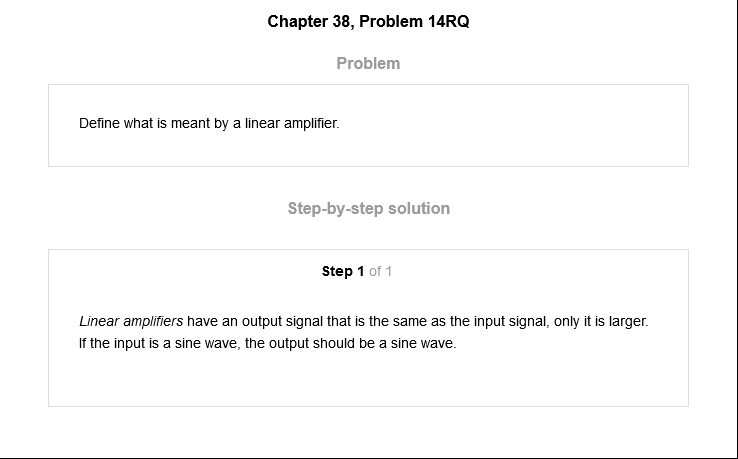 Chapter 38, Problem 14RQ
Problem
Define what is meant by a linear amplifier.
Step-by-step solution
Step 1 of 1
Linear amplifiers have an output signal that is the same as the input signal, only it is larger.
If the input is a sine wave, the output should be a sine wave.